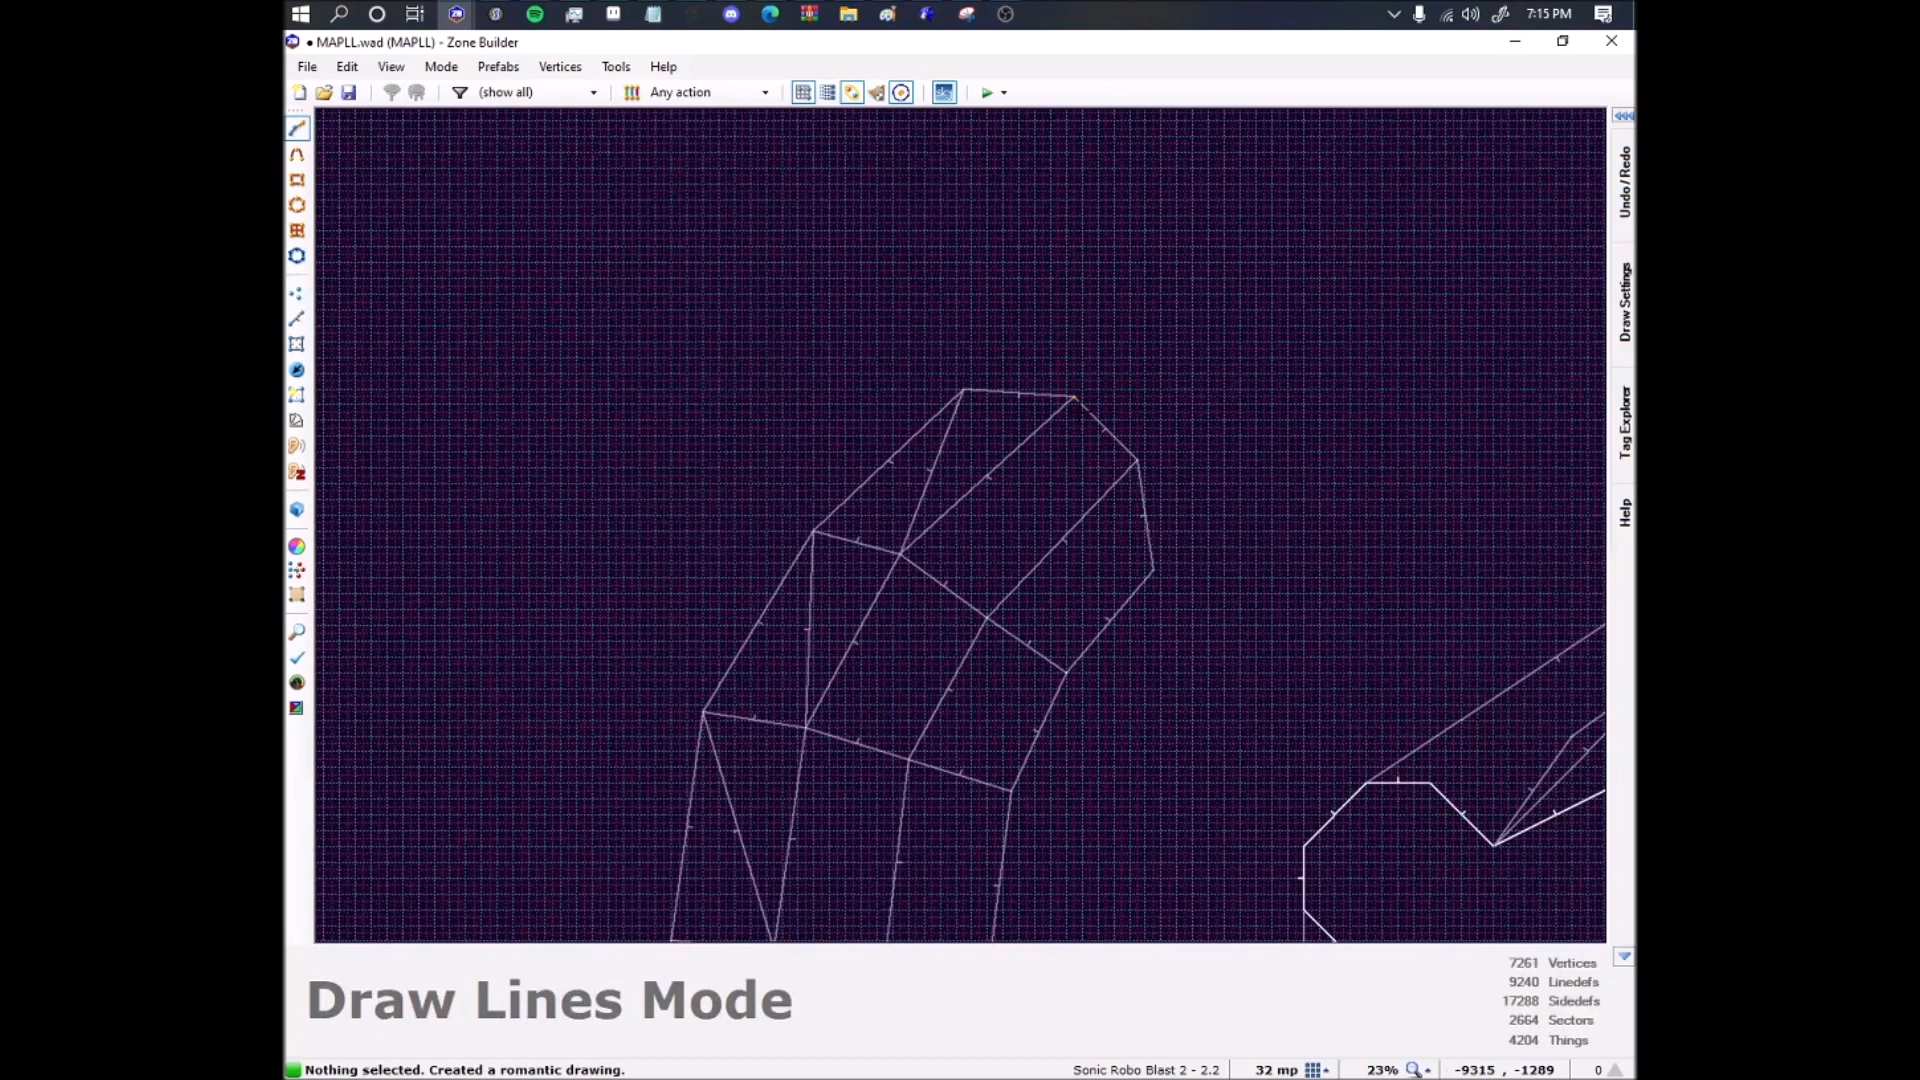 7:15 PM
• MAPLL.wad (MAPLL) - Zone Builder
File Edit View Mode Prefabs Vertices Tools Help
(show all) Any action sky
Undo/Redo
Draw Settings
Tag Explorer
Help
Draw Lines Mode
7261 Vertices
9240 Linedefs
17288 Sidedefs
2664 Sectors
4204 Things
Nothing selected. Created a romantic drawing. Sonic Robo Blast 2 - 2.2 32 mp 23% -9315 , -1289 0